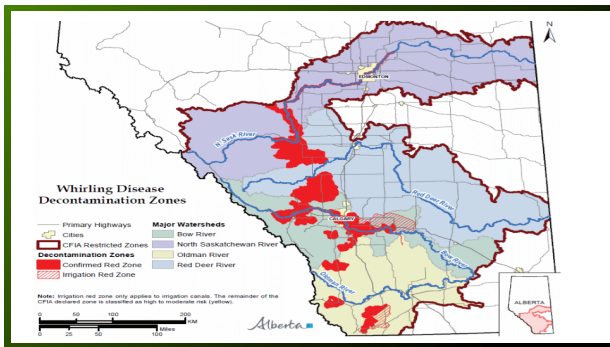 N
EDMONTON
N. Sask River
Red Deer River
CALGARY
Bow River
Oldman River
Whirling Disease
Decontamination Zones
Primary Highways
Cities
CFIA Restricted Zones
Decontamination Zones
Confirmed Red Zone
Irrigation Red Zone
Major Watersheds
Bow River
North Saskatchewan River
Oldman River
Red Deer River
Note: Irrigation red zone only applies to irrigation canals. The remainder of the
CFIA declared zone is classified as high to moderate risk (yellow).
0 50 100 200
KM
0 25 50 100 150
Miles
Alberta
ALBERTA